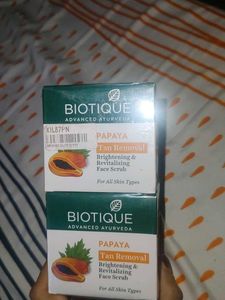 BIOTIQUE
ADVANCED AYURVEDA
XIL87PN
PAPAYA
Tan Removal
Brightening &
Revitalizing
Face Scrub
For All Skin Types
BIOTIQUE
ADVANCED AYURVEDA
PAPAYA
Tan Removal
Brightening &
Revitalizing
Face Scrub
For All Skin Types